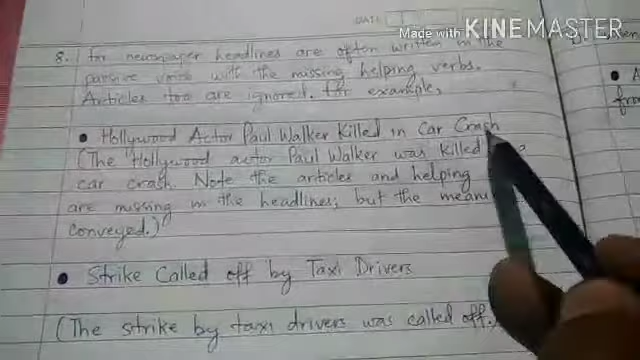 Made with KINEMASTER
DATE
8. for newspaper headlines are often written in the
passive voice with the missing helping verbs.
Articles too are ignored. for example,
• Hollywood Actor Paul Walker Killed in Car Crash
(The Hollywood actor Paul Walker was killed
car crash. Note the articles and helping
are missing in the headlines, but the mean
conveyed.)
• Strike Called off by Taxi Drivers
(The strike by taxi drivers was called off.